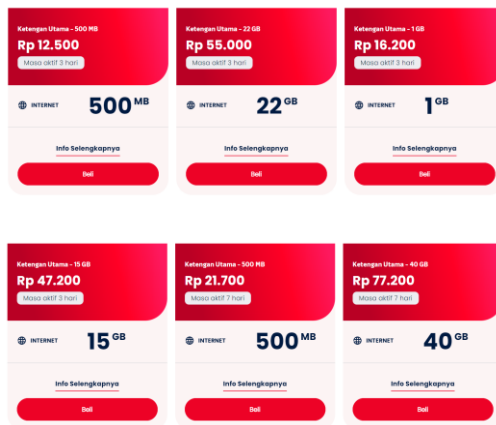 Ketengan Utama - 500 MB
Rp 12.500
Masa aktif 3 hari
INTERNET 500 MB
Info Selengkapnya
Beli
Ketengan Utama - 22 GB
Rp 55.000
Masa aktif 3 hari
INTERNET 22 GB
Info Selengkapnya
Beli
Ketengan Utama - 1 GB
Rp 16.200
Masa aktif 3 hari
INTERNET 1 GB
Info Selengkapnya
Beli
Ketengan Utama - 15 GB
Rp 47.200
Masa aktif 3 hari
INTERNET 15 GB
Info Selengkapnya
Beli
Ketengan Utama - 500 MB
Rp 21.700
Masa aktif 7 hari
INTERNET 500 MB
Info Selengkapnya
Beli
Ketengan Utama - 40 GB
Rp 77.200
Masa aktif 7 hari
INTERNET 40 GB
Info Selengkapnya
Beli